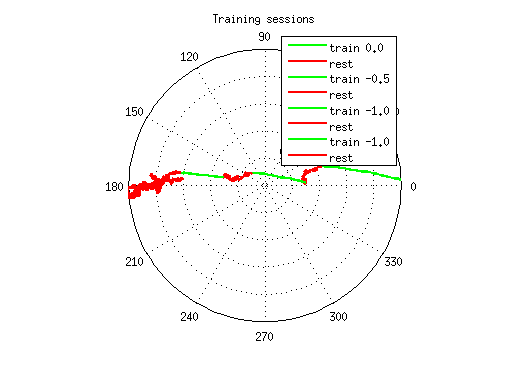 Training sessions
90
120
150
180
210
240
270
300
330
0
train 0.0
rest
train -0.5
rest
train -1.0
rest
train -1.0
rest